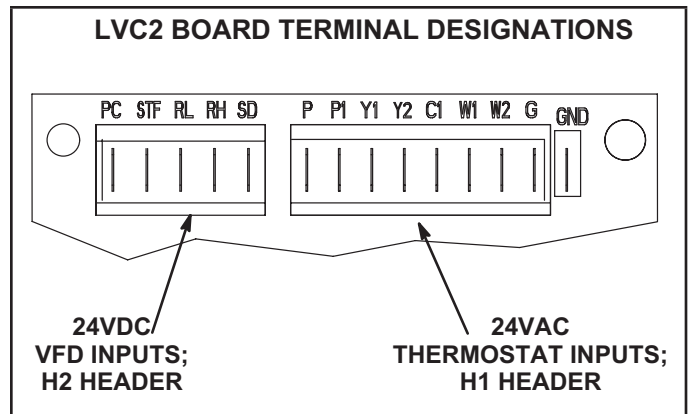 LVC2 BOARD TERMINAL DESIGNATIONS
PC STF RL RH SD P P1 Y1 Y2 C1 W1 W2 G GND
24VDC
VFD INPUTS;
H2 HEADER
24VAC
THERMOSTAT INPUTS;
H1 HEADER